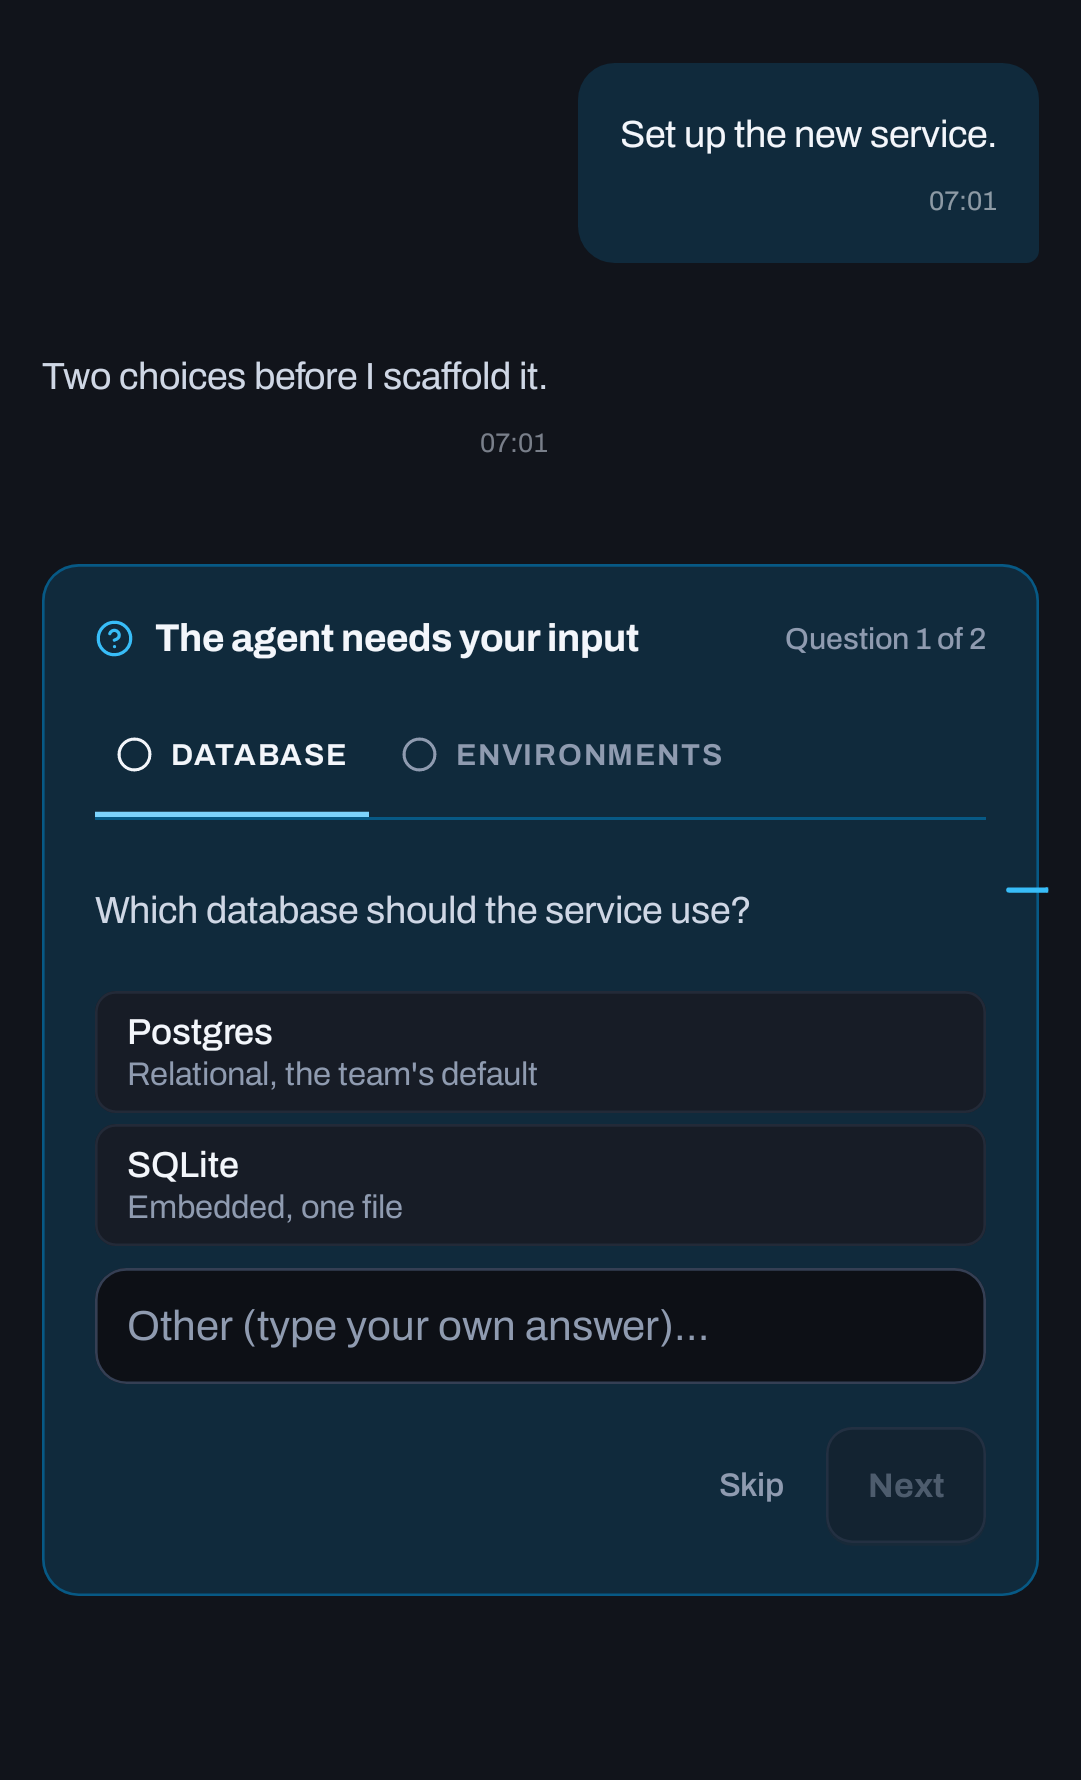 Set up the new service.
07:01
Two choices before I scaffold it.
07:01
The agent needs your input
Question 1 of 2
DATABASE
ENVIRONMENTS
Which database should the service use?
Postgres
Relational, the team's default
SQLite
Embedded, one file
Other (type your own answer)...
Skip
Next